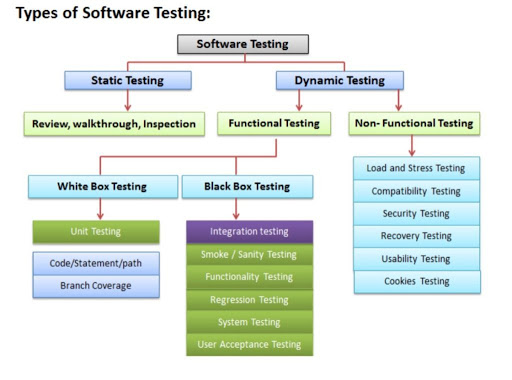 Types of Software Testing:
Software Testing
Static Testing
Dynamic Testing
Review, walkthrough, Inspection
Functional Testing
Non- Functional Testing
White Box Testing
Black Box Testing
Unit Testing
Code/Statement/path
Branch Coverage
Integration testing
Smoke / Sanity Testing
Functionality Testing
Regression Testing
System Testing
User Acceptance Testing
Load and Stress Testing
Compatibility Testing
Security Testing
Recovery Testing
Usability Testing
Cookies Testing